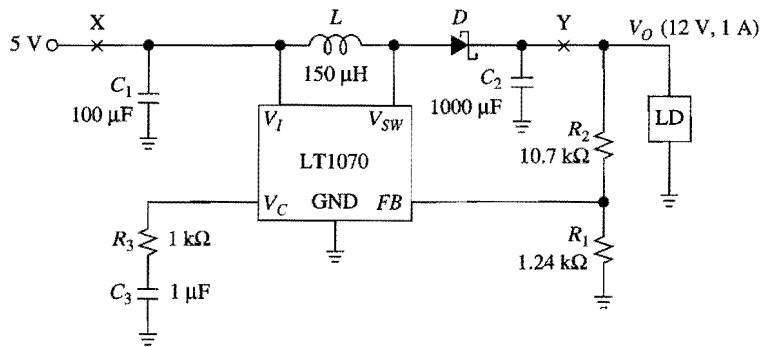 X
L
D
Y
V_O (12 V, 1 A)
5 V
150 μH
C_1
100 μF
C_2
1000 μF
LD
V_I
V_SW
R_2
10.7 kΩ
LT1070
V_C GND FB
R_3 1 kΩ
R_1
1.24 kΩ
C_3 1 μF